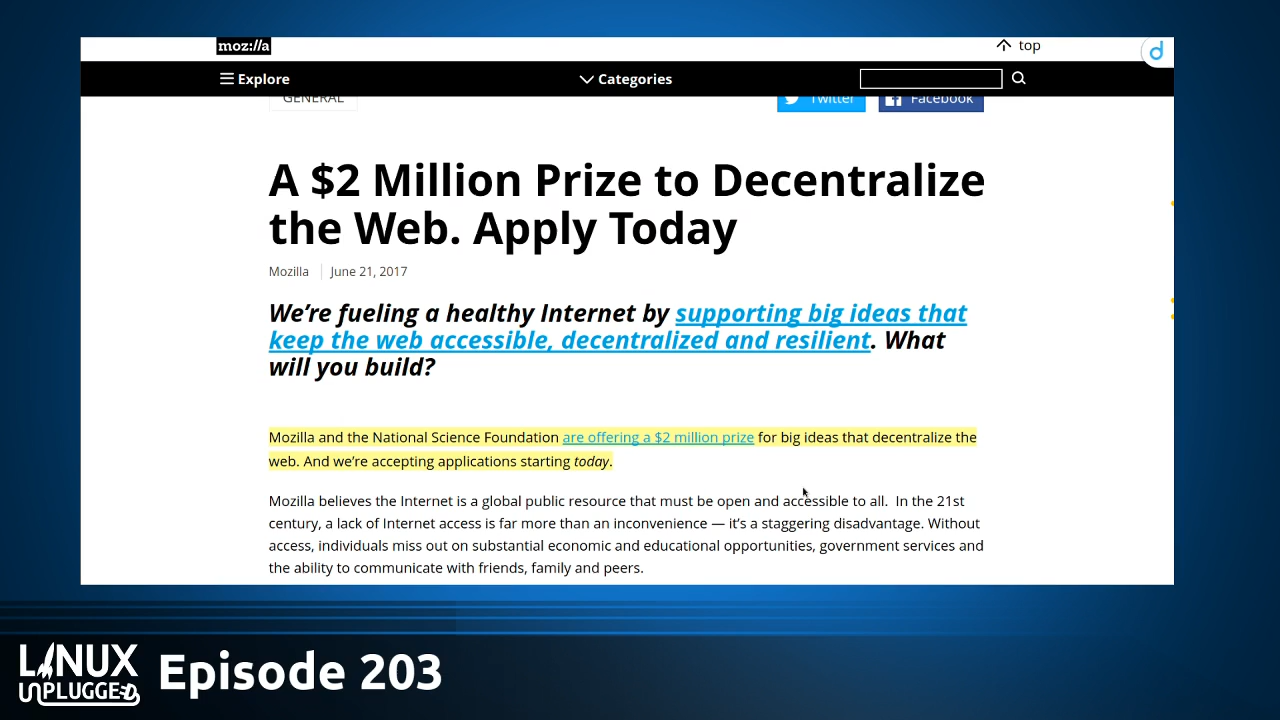 moz://a
top
Explore
Categories
GENERAL
Twitter
Facebook
A $2 Million Prize to Decentralize
the Web. Apply Today
Mozilla
June 21, 2017
We’re fueling a healthy Internet by supporting big ideas that
keep the web accessible, decentralized and resilient. What
will you build?
Mozilla and the National Science Foundation are offering a $2 million prize for big ideas that decentralize the
web. And we’re accepting applications starting today.
Mozilla believes the Internet is a global public resource that must be open and accessible to all.  In the 21st
century, a lack of Internet access is far more than an inconvenience — it’s a staggering disadvantage. Without
access, individuals miss out on substantial economic and educational opportunities, government services and
the ability to communicate with friends, family and peers.
LINUX
UNPLUGGED
Episode 203